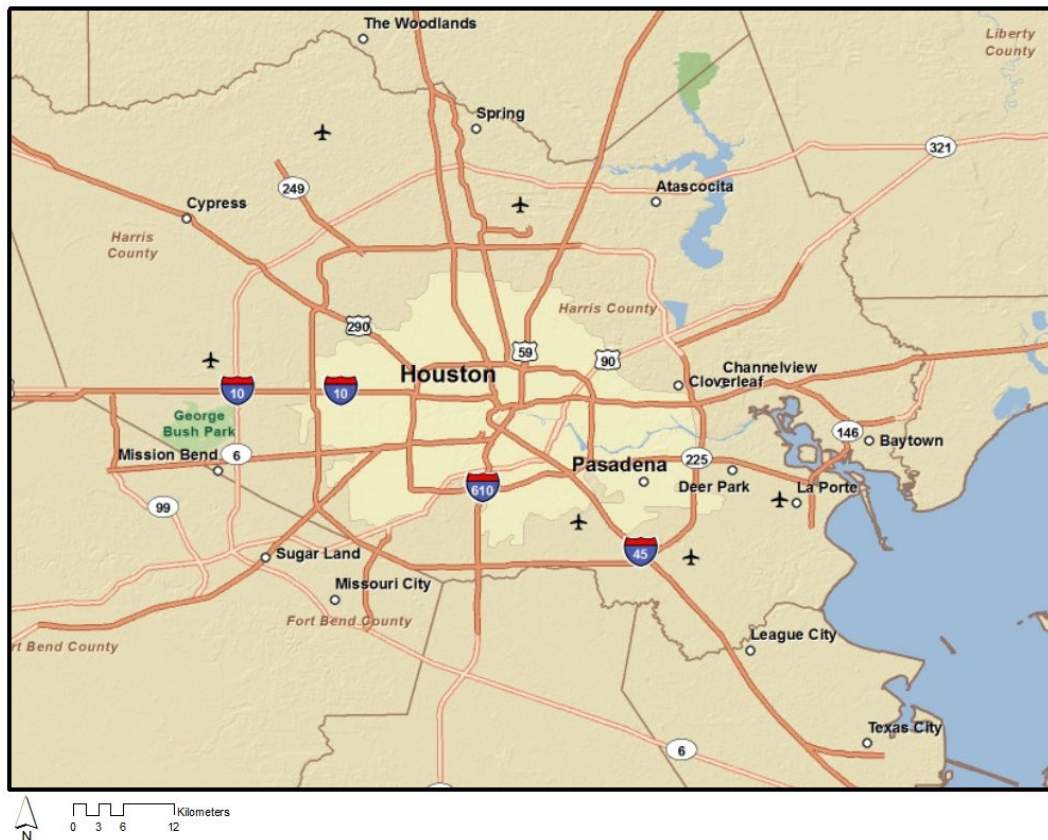 The Woodlands
Liberty
County
Spring
321
249
Atascocita
Cypress
Harris
County
Harris County
290
59
90
Channelview
Houston
Cloverleaf
10
10
George
Bush Park
146
Baytown
6
Mission Bend
Pasadena
225
Deer Park
La Porte
610
99
45
Sugar Land
Missouri City
Fort Bend County
rt Bend County
League City
Texas City
6
N
Kilometers
0 3 6 12